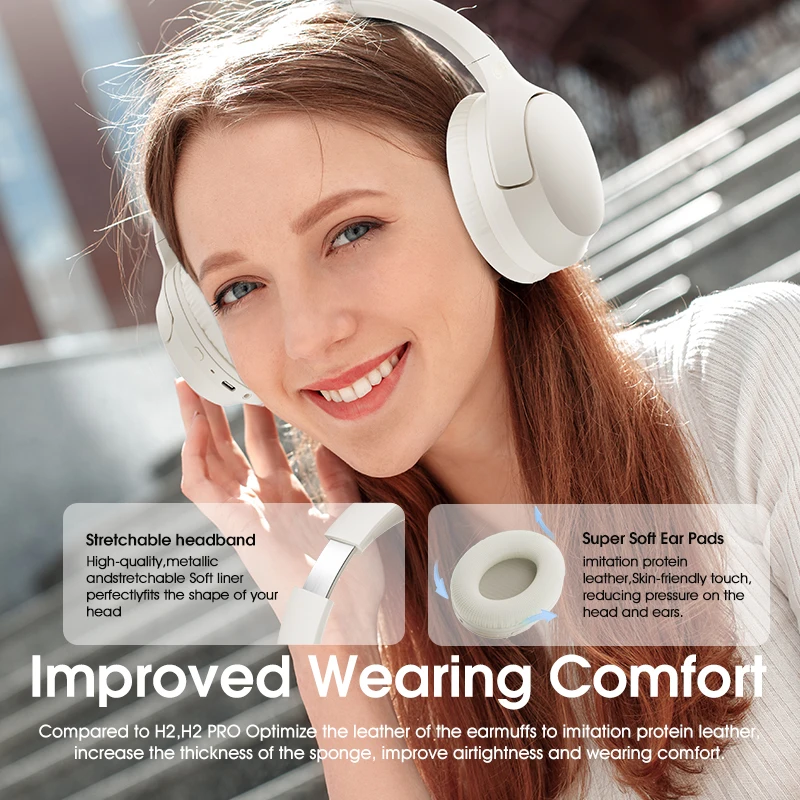 Stretchable headband
High-quality,metallic
andstretchable Soft liner
perfectlyfits the shape of your
head
Super Soft Ear Pads
imitation protein
leather,Skin-friendly touch,
reducing pressure on the
head and ears.
Improved Wearing Comfort
Compared to H2,H2 PRO Optimize the leather of the earmuffs to imitation protein leather,
increase the thickness of the sponge, improve airtightness and wearing comfort.